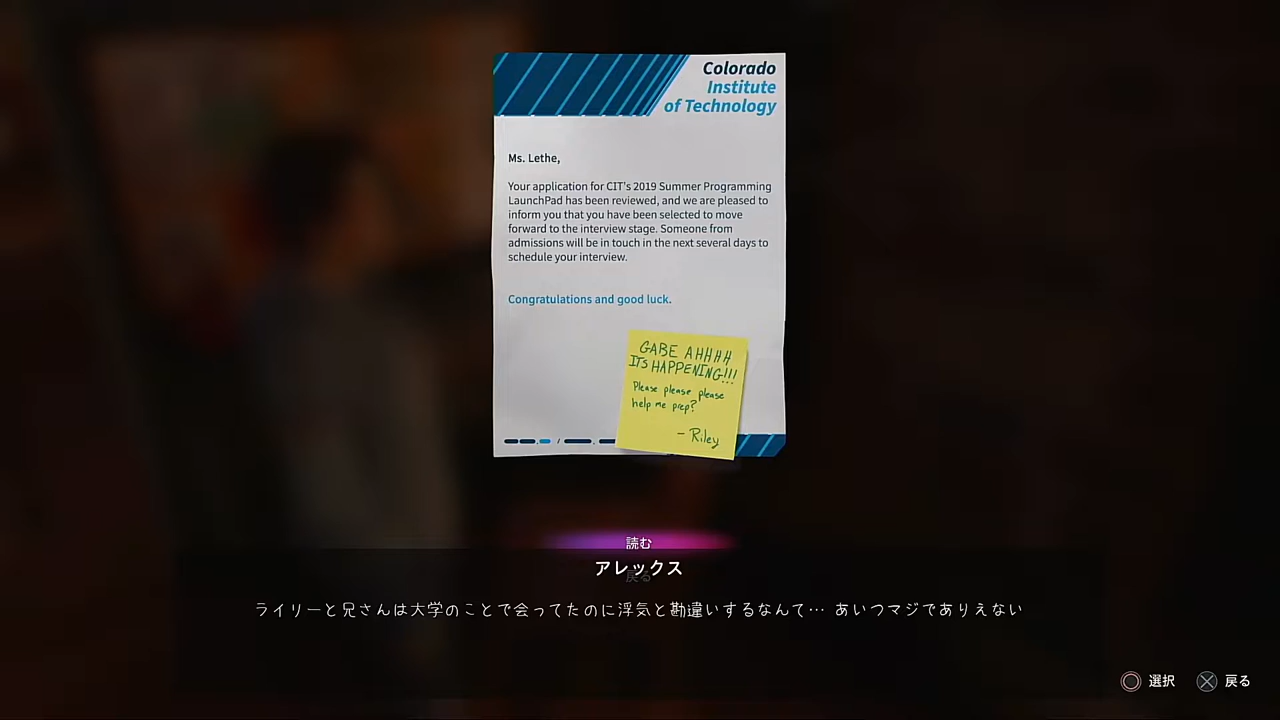 Colorado
Institute
of Technology
Ms. Lethe,
Your application for CIT's 2019 Summer Programming
LaunchPad has been reviewed, and we are pleased to
inform you that you have been selected to move
forward to the interview stage. Someone from
admissions will be in touch in the next several days to
schedule your interview.
Congratulations and good luck.
GABE AHHHH
ITS HAPPENING!!!
Please please please
help me prep?
- Riley
読む
アレックス
戻る
ライリーと兄さんは大学のことで会ってたのに浮気と勘違いするなんて… あいつマジでありえない
選択 戻る